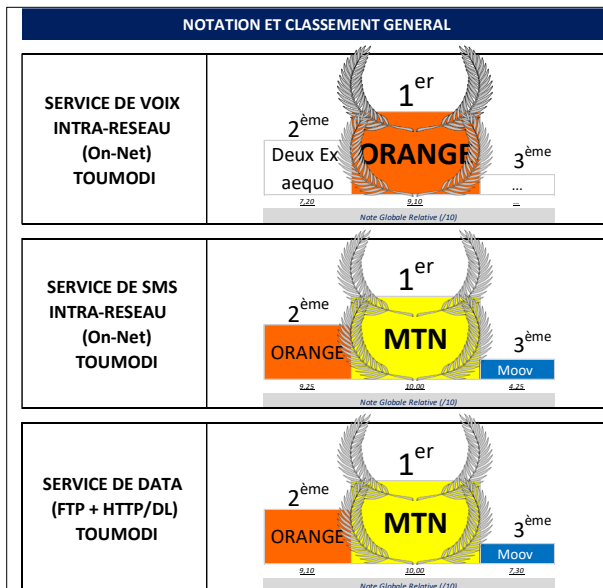 NOTATION ET CLASSEMENT GENERAL
SERVICE DE VOIX
INTRA-RESEAU
(On-Net)
TOUMODI
1er
2ème
3ème
Deux Ex
aequo
ORANGE
...
7,20
9,10
...
Note Globale Relative (/10)
SERVICE DE SMS
INTRA-RESEAU
(On-Net)
TOUMODI
1er
2ème
3ème
ORANGE
MTN
Moov
9,25
10,00
4,25
Note Globale Relative (/10)
SERVICE DE DATA
(FTP + HTTP/DL)
TOUMODI
1er
2ème
3ème
ORANGE
MTN
Moov
9,10
10,00
7,30
Note Globale Relative (/10)